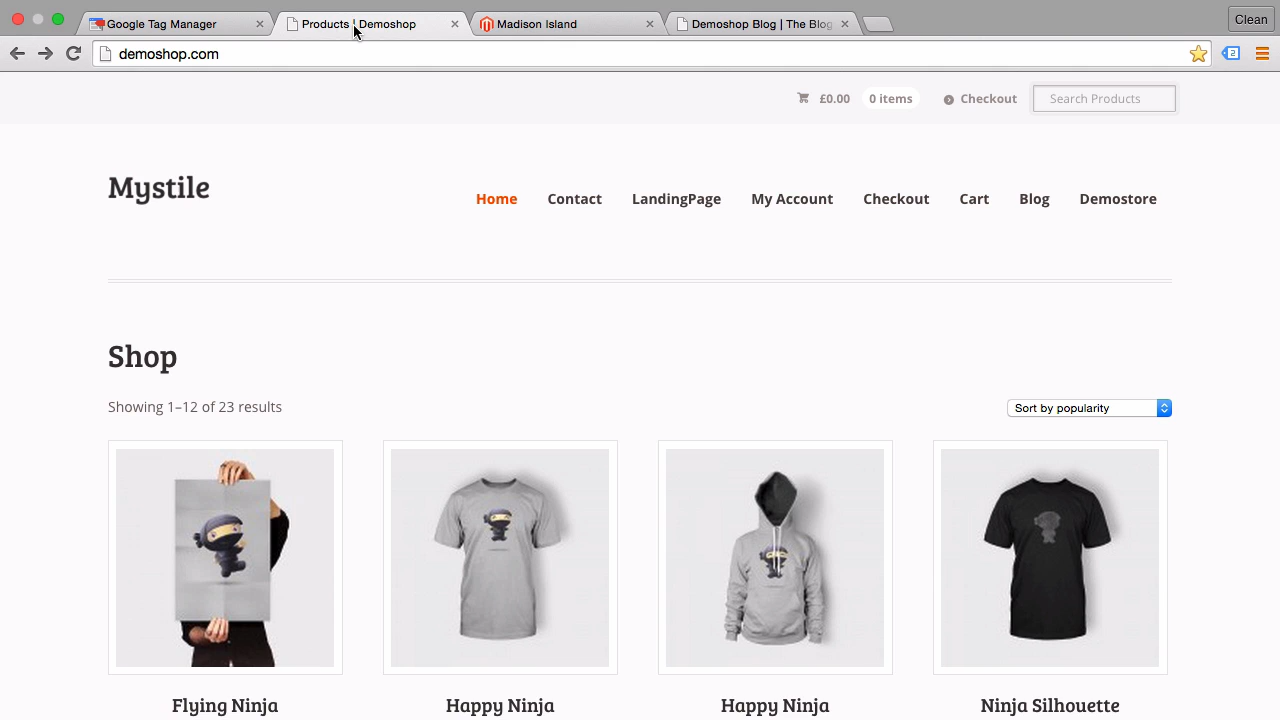 Google Tag Manager
Products | Demoshop
Madison Island
Demoshop Blog | The Blog
Clean
demoshop.com
2
£0.00 0 items Checkout Search Products
Mystile
Home Contact LandingPage My Account Checkout Cart Blog Demostore
Shop
Showing 1–12 of 23 results
Sort by popularity
Flying Ninja
Happy Ninja
Happy Ninja
Ninja Silhouette